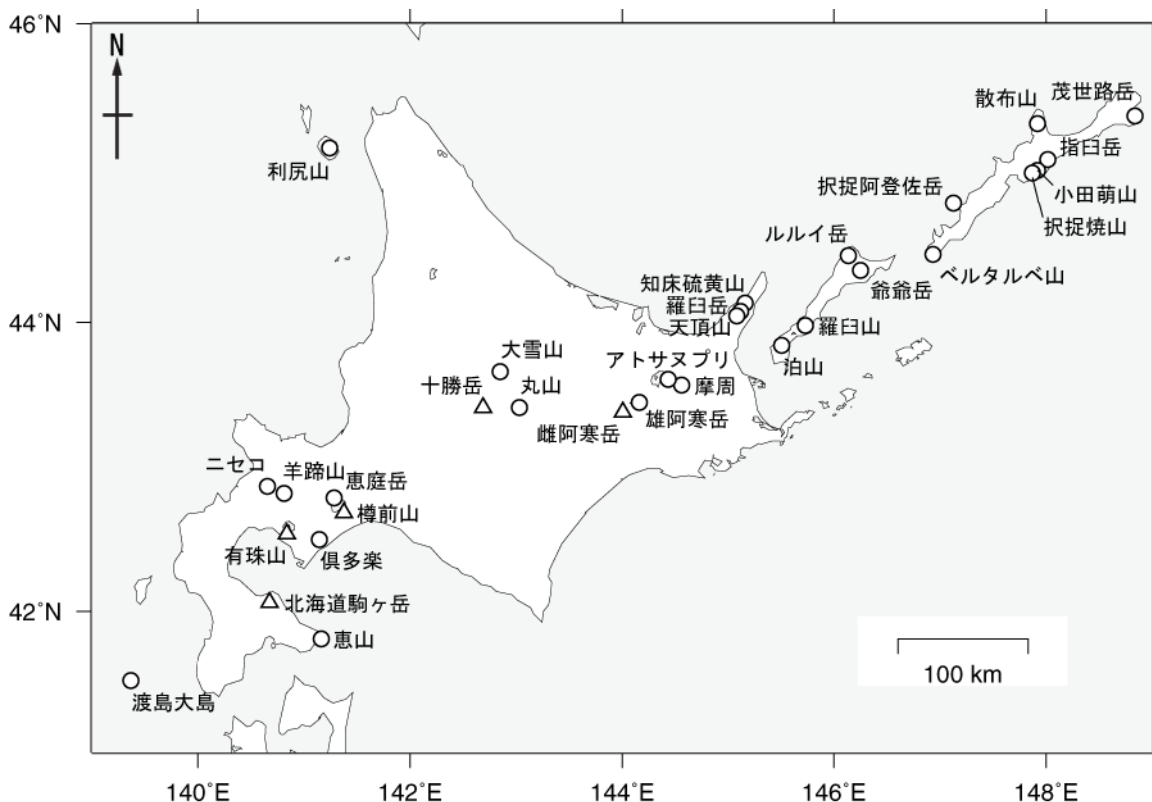 46˚N
N
茂世路岳
散布山
指臼岳
利尻山
択捉阿登佐岳
小田萌山
択捉焼山
ルルイ岳
ベルタルベ山
爺爺岳
知床硫黄山
羅臼岳
44˚N
天頂山
羅臼山
大雪山
アトサヌプリ
泊山
十勝岳
丸山
摩周
雌阿寒岳
雄阿寒岳
ニセコ
羊蹄山
恵庭岳
樽前山
有珠山
倶多楽
42˚N
北海道駒ヶ岳
恵山
100 km
渡島大島
140˚E
142˚E
144˚E
146˚E
148˚E